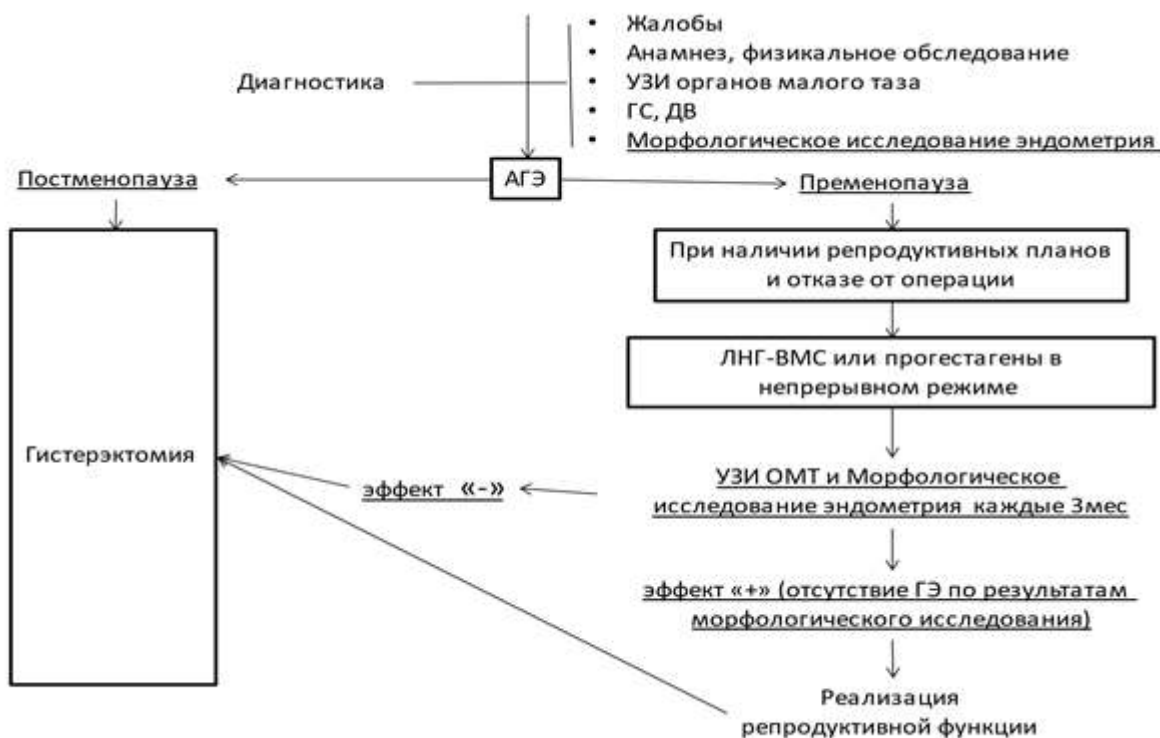 • Жалобы
• Анамнез, физикальное обследование
Диагностика
• УЗИ органов малого таза
• ГС, ДВ
• Морфологическое исследование эндометрия
Постменопауза
АГЭ
Пременопауза
При наличии репродуктивных планов
и отказе от операции
ЛНГ-ВМС или прогестагены в
непрерывном режиме
Гистерэктомия
УЗИ ОМТ и Морфологическое
исследование эндометрия каждые 3мес
эффект «-»
эффект «+» (отсутствие ГЭ по результатам
морфологического исследования)
Реализация
репродуктивной функции